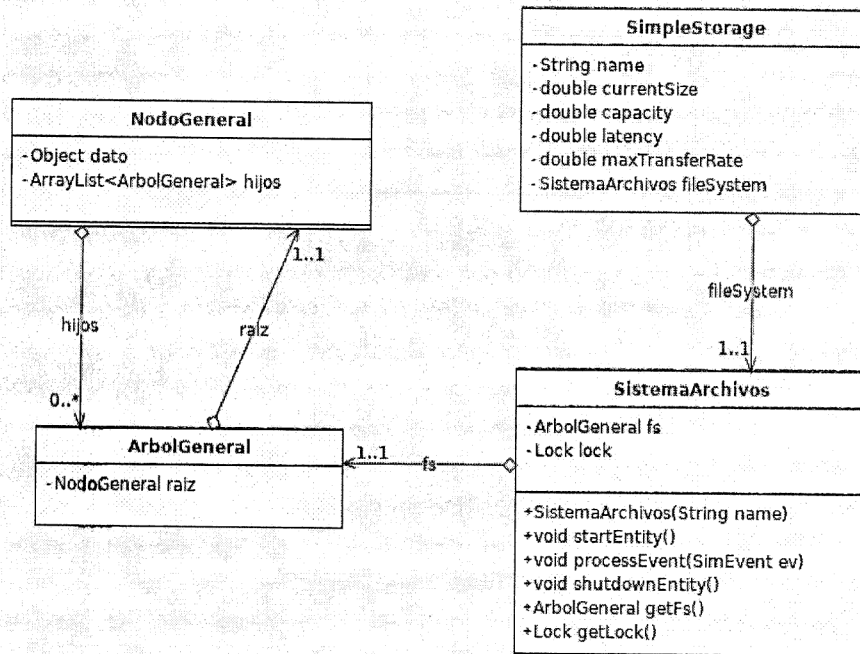 SimpleStorage
-String name
-double currentSize
-double capacity
-double latency
-double maxTransferRate
-SistemaArchivos fileSystem
NodoGeneral
-Object dato
-ArrayList<ArbolGeneral> hijos
1..1
hijos
raiz
0..*
fileSystem
1..1
ArbolGeneral
-NodoGeneral raiz
1..1
fs
SistemaArchivos
-ArbolGeneral fs
-Lock lock
+SistemaArchivos(String name)
+void startEntity()
+void processEvent(SimEvent ev)
+void shutdownEntity()
+ArbolGeneral getFs()
+Lock getLock()